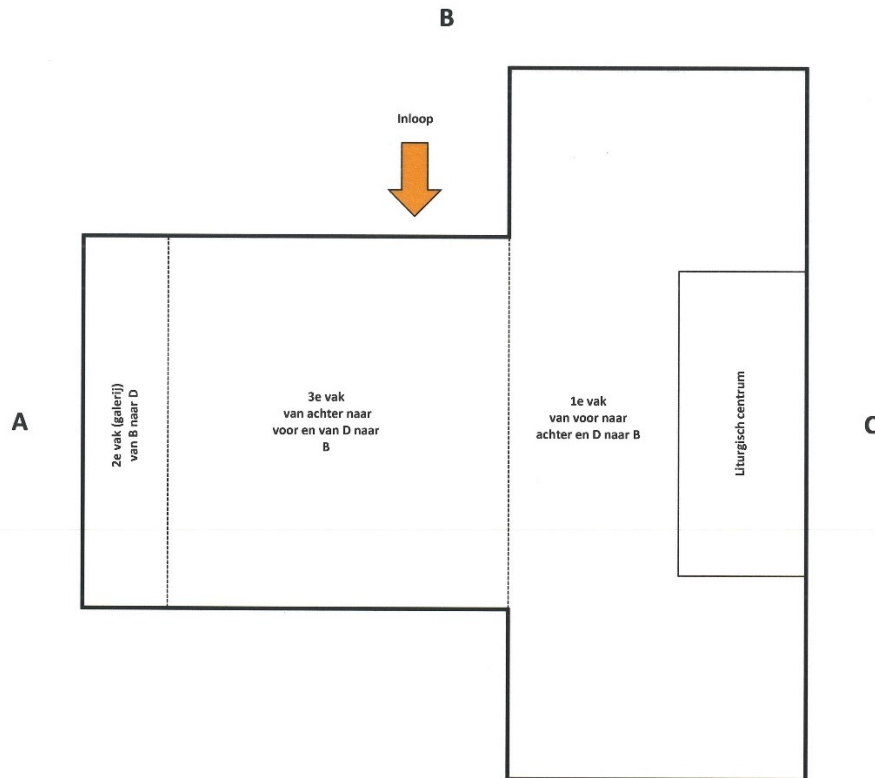 B
Inloop
A
2e vak (galerij)
van B naar D
3e vak
van achter naar
voor en van D naar
B
1e vak
van voor naar
achter en D naar B
Liturgisch centrum
C